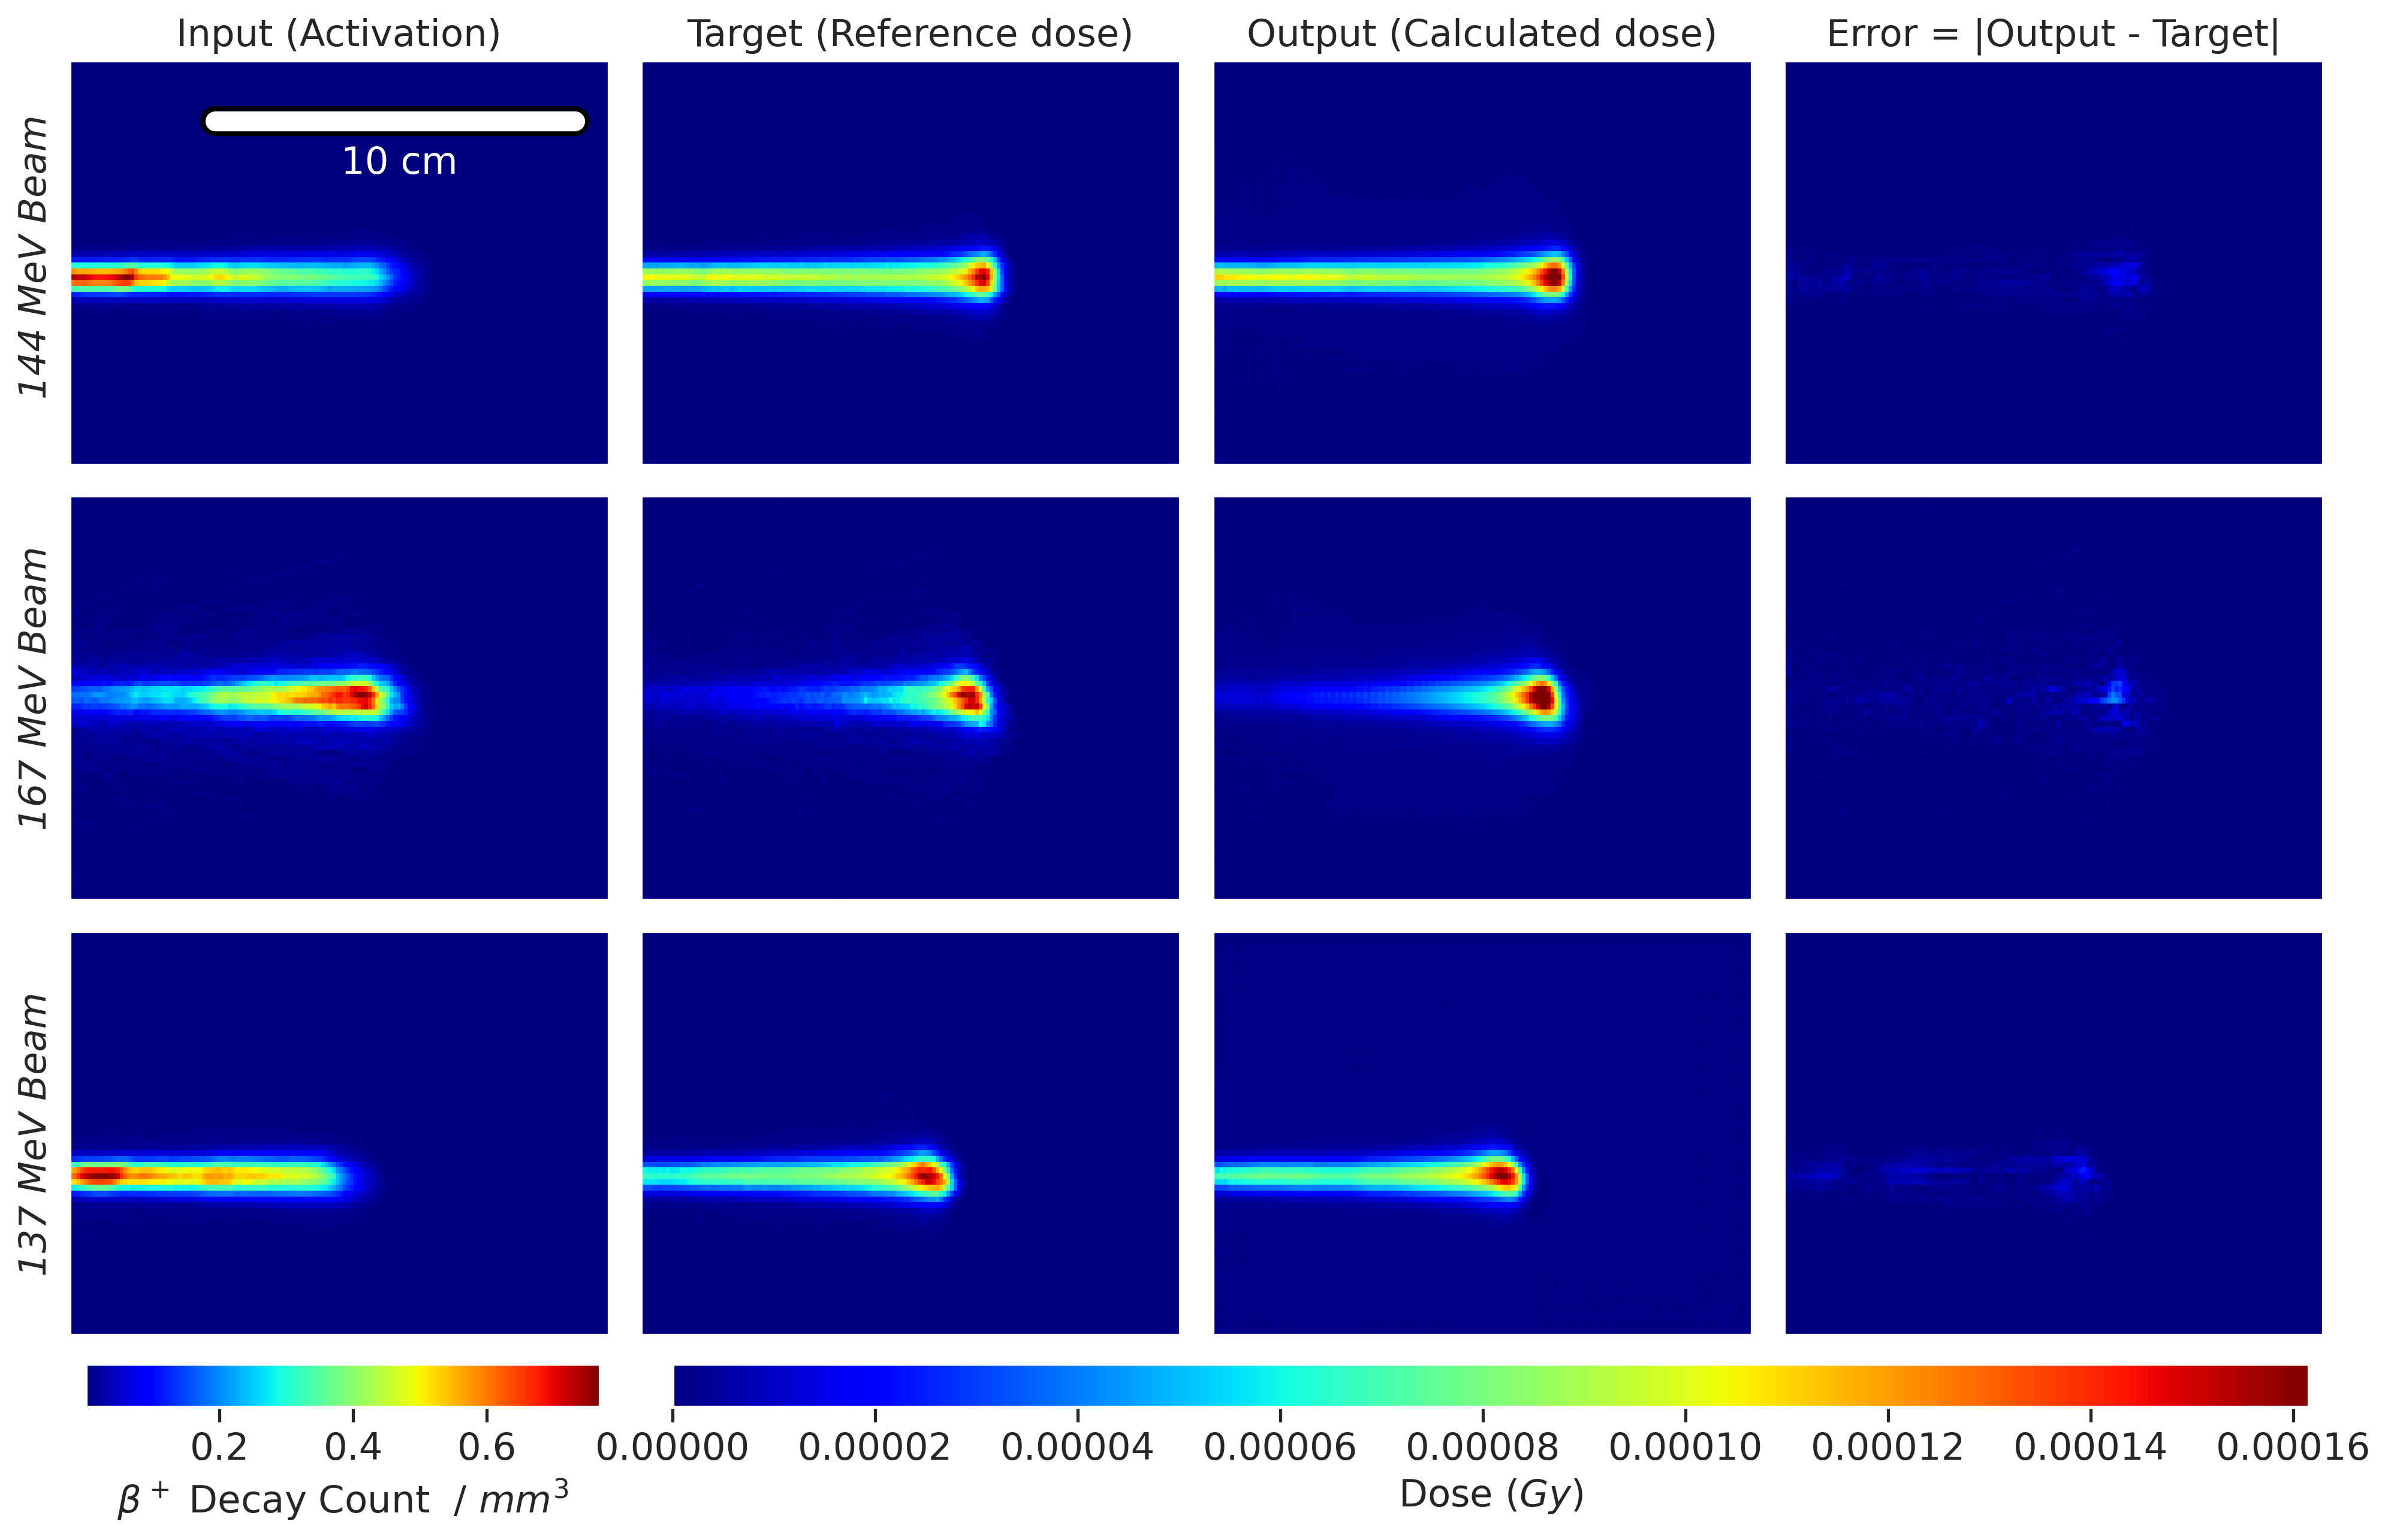 Input (Activation)
Target (Reference dose)
Output (Calculated dose)
Error = |Output - Target|
144 MeV Beam
10 cm
167 MeV Beam
137 MeV Beam
0.2 0.4 0.6
β⁺ Decay Count / mm³
0.00000 0.00002 0.00004 0.00006 0.00008 0.00010 0.00012 0.00014 0.00016
Dose (Gy)